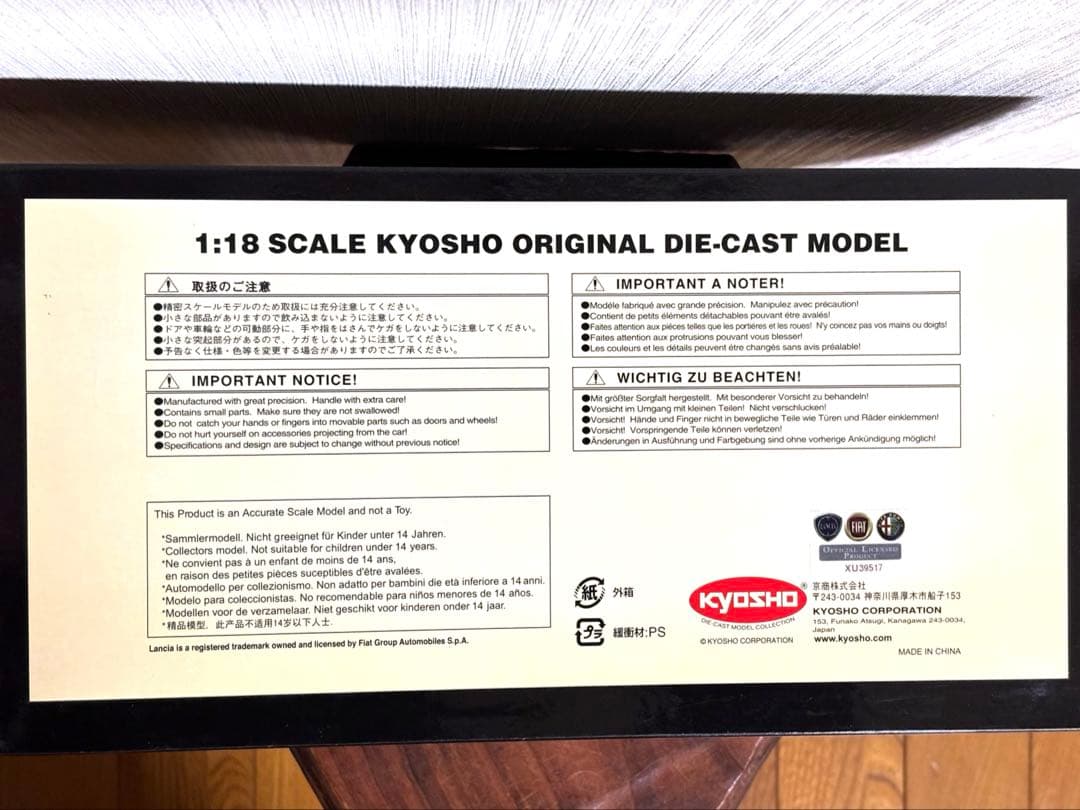 1:18 SCALE KYOSHO ORIGINAL DIE-CAST MODEL
取扱のご注意
●精密スケールモデルのため取扱には充分注意してください。
●小さな部品がありますので飲み込まないように注意してください。
●ドアや車輪などの可動部分に、手や指をはさんでケガをしないように注意してください。
●小さな突起部分があるので、ケガをしないように注意してください。
●予告なく仕様・色等を変更する場合がありますのでご了承ください。
IMPORTANT NOTICE!
●Manufactured with great precision. Handle with extra care!
●Contains small parts. Make sure they are not swallowed!
●Do not catch your hands or fingers into movable parts such as doors and wheels!
●Do not hurt yourself on accessories projecting from the car!
●Specifications and design are subject to change without previous notice!
IMPORTANT A NOTER!
●Modéle fabriqué avec grande précision. Manipulez avec précaution!
●Contient de petits éléments détachables pouvant être avalés!
●Faites attention aux pièces telles que les portières et les roues! N'y concez pas vos mains ou doigts!
●Faites attention aux protrusions pouvant vous blesser!
●Les couleurs et les détails peuvent être changés sans avis préalable!
WICHTIG ZU BEACHTEN!
●Mit größter Sorgfalt hergestellt. Mit besonderer Vorsicht zu behandeln!
●Vorsicht im Umgang mit kleinen Teilen! Nicht verschlucken!
●Vorsicht! Hände und Finger nicht in bewegliche Teile wie Türen und Räder einklemmen!
●Vorsicht! Vorspringende Teile können verletzen!
●Änderungen in Ausführung und Farbgebung sind ohne vorherige Ankündigung möglich!
This Product is an Accurate Scale Model and not a Toy.
*Sammlermodell. Nicht greeignet für Kinder unter 14 Jahren.
*Collectors model. Not suitable for children under 14 years.
*Ne convient pas à un enfant de moins de 14 ans,
en raison des petites pièces suceptibles d'être avalées.
*Automodello per collezionismo. Non adatto per bambini die età inferiore a 14 anni.
*Modelo para coleccionistas. No recomendable para niños menores de 14 años.
*Modellen voor de verzamelaar. Niet geschikt voor kinderen onder 14 jaar.
*精品模型, 此产品不适用14岁以下人士.
Lancia is a registered trademark owned and licensed by Fiat Group Automobiles S.p.A.
紙 外箱
プラ 緩衝材:PS
KYOSHO®
DIE-CAST MODEL COLLECTION
© KYOSHO CORPORATION
FIAT
OFFICIAL LICENSED
PRODUCT
XU39517
京商株式会社
〒243-0034 神奈川県厚木市船子153
KYOSHO CORPORATION
153, Funako Atsugi, Kanagawa 243-0034,
Japan
www.kyosho.com
MADE IN CHINA